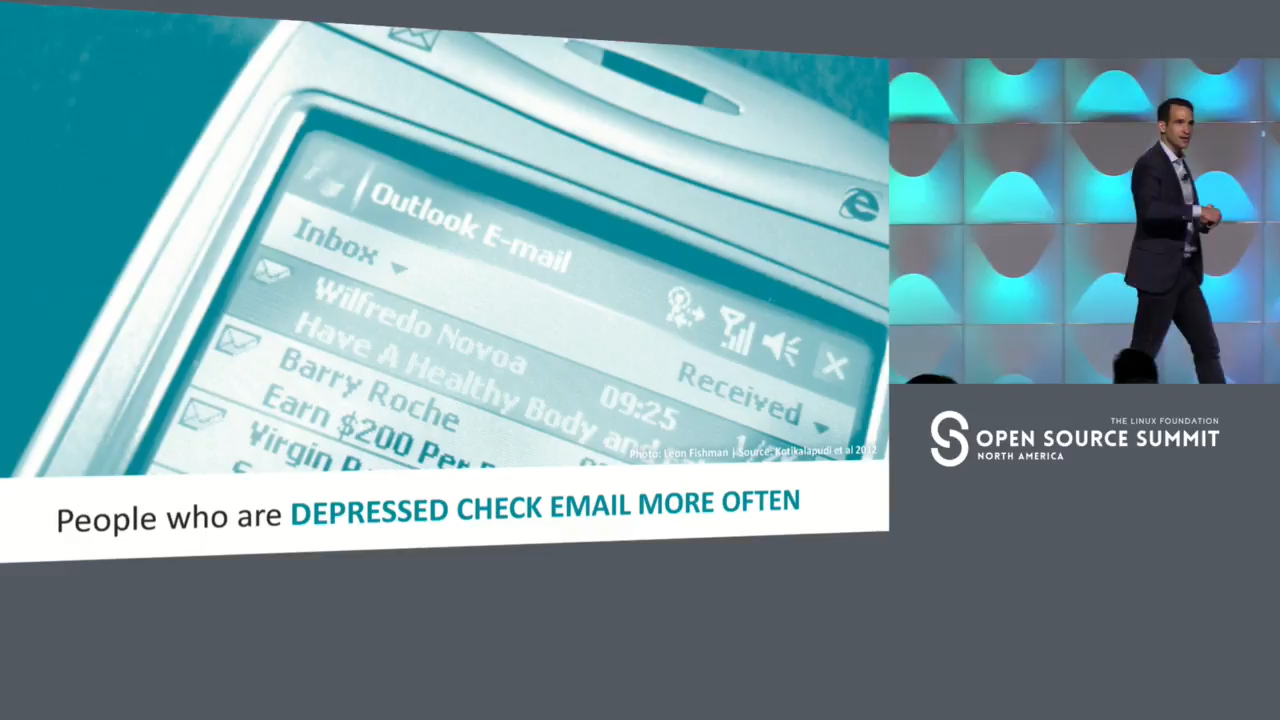 Outlook E-mail
Inbox
Received
Wilfredo Novoa
09:25
Have A Healthy Body and
Barry Roche
Earn $200 Per
Virgin
Photo: Leon Fishman | Source: Kotikalapudi et al 2012
People who are DEPRESSED CHECK EMAIL MORE OFTEN
THE LINUX FOUNDATION
OPEN SOURCE SUMMIT
NORTH AMERICA